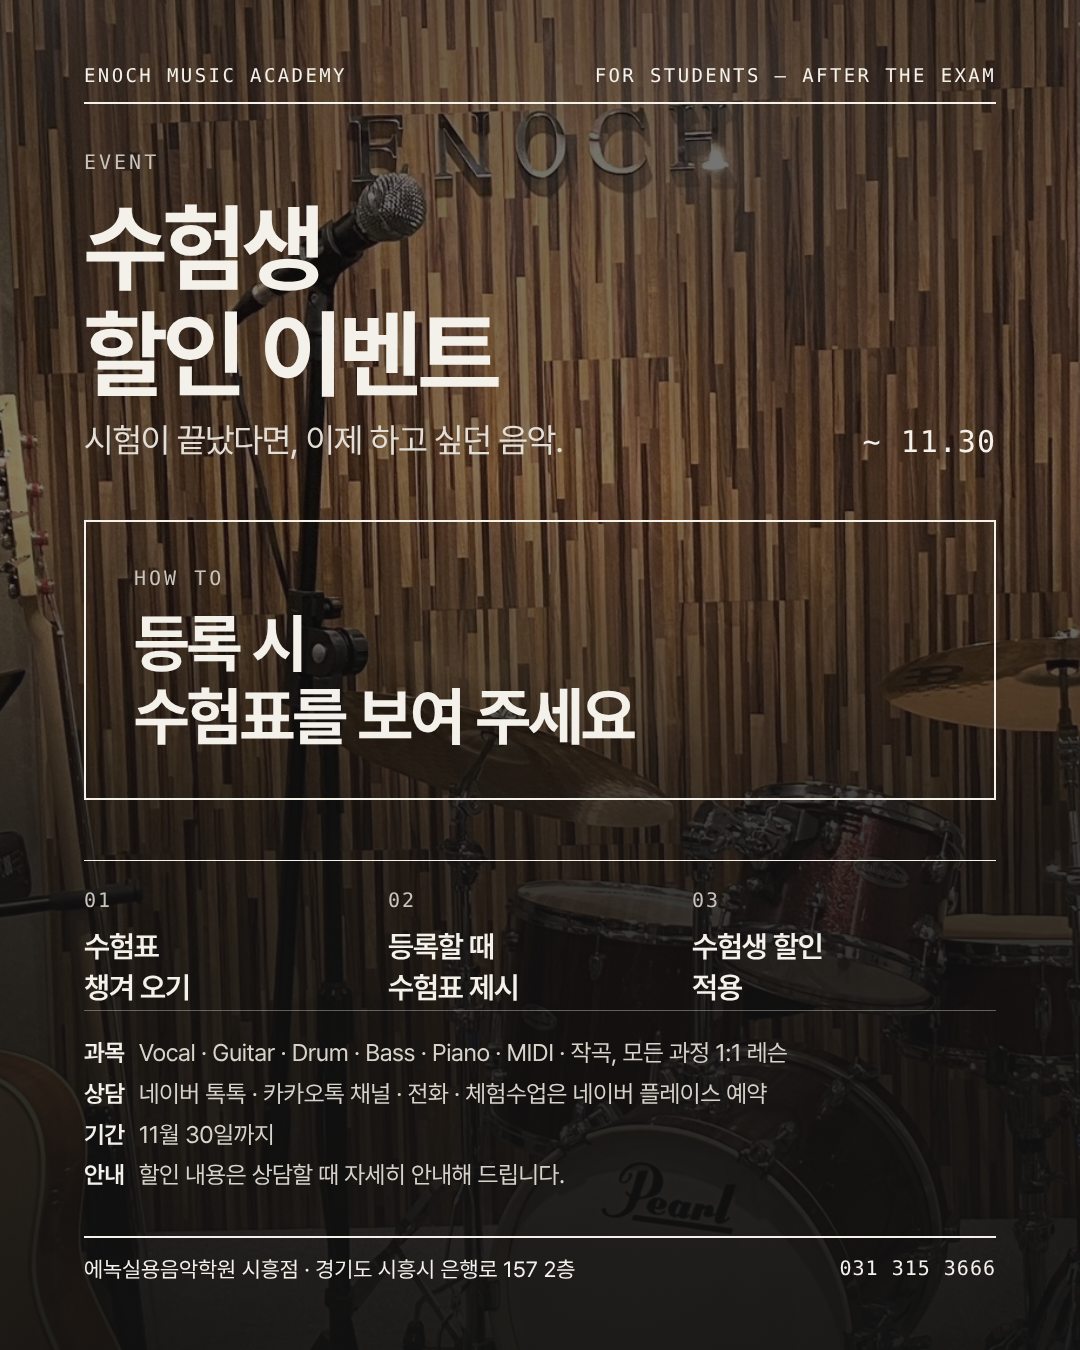 ENOCH MUSIC ACADEMY
FOR STUDENTS — AFTER THE EXAM
ENOCH
EVENT
수험생
할인 이벤트
시험이 끝났다면, 이제 하고 싶던 음악.
~ 11.30
HOW TO
등록 시
수험표를 보여 주세요
01
수험표
챙겨 오기
02
등록할 때
수험표 제시
03
수험생 할인
적용
과목 Vocal · Guitar · Drum · Bass · Piano · MIDI · 작곡, 모든 과정 1:1 레슨
상담 네이버 톡톡 · 카카오톡 채널 · 전화 · 체험수업은 네이버 플레이스 예약
기간 11월 30일까지
안내 할인 내용은 상담할 때 자세히 안내해 드립니다.
Pearl
에녹실용음악학원 시흥점 · 경기도 시흥시 은행로 157 2층
031 315 3666